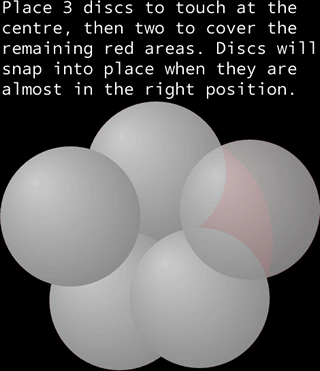 Place 3 discs to touch at the
centre, then two to cover the
remaining red areas. Discs will
snap into place when they are
almost in the right position.